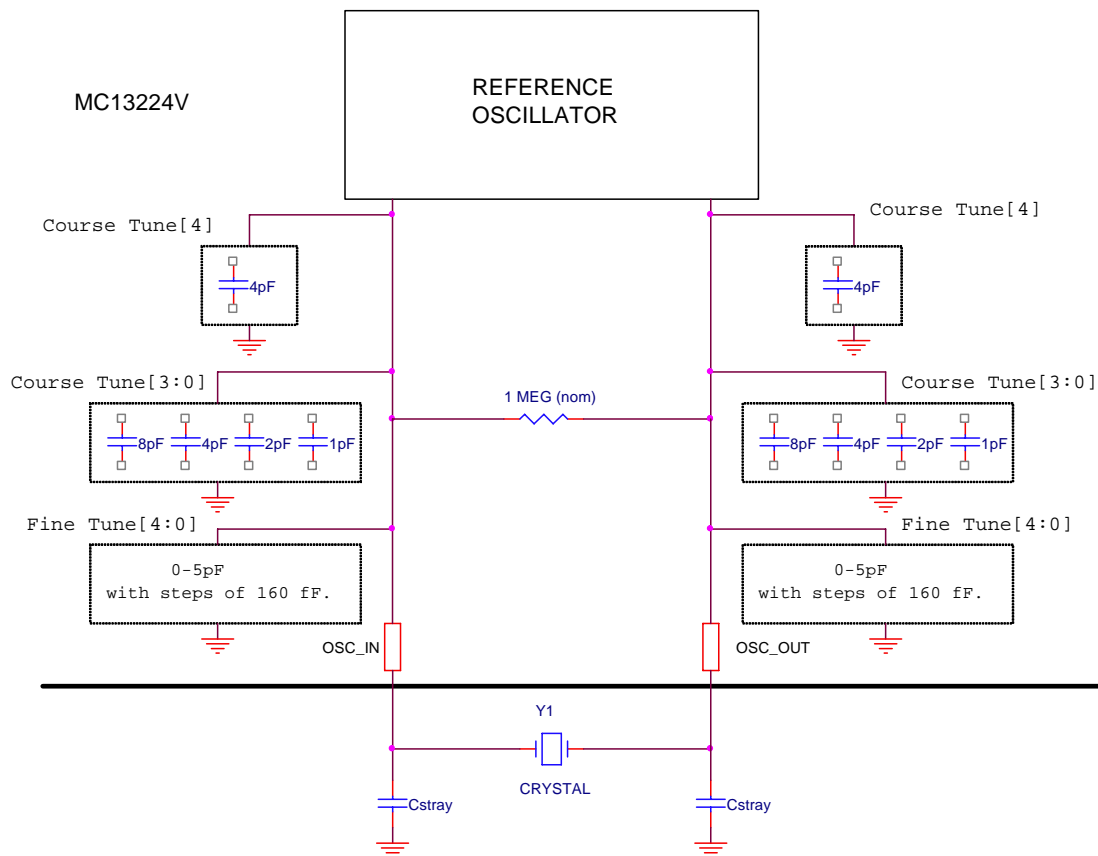 REFERENCE
OSCILLATOR
MC13224V
Course Tune[4]
Course Tune[4]
4pF
4pF
Course Tune[3:0]
Course Tune[3:0]
1 MEG (nom)
8pF 4pF 2pF 1pF
8pF 4pF 2pF 1pF
Fine Tune[4:0]
Fine Tune[4:0]
0-5pF
with steps of 160 fF.
0-5pF
with steps of 160 fF.
OSC_IN
OSC_OUT
Y1
CRYSTAL
Cstray
Cstray